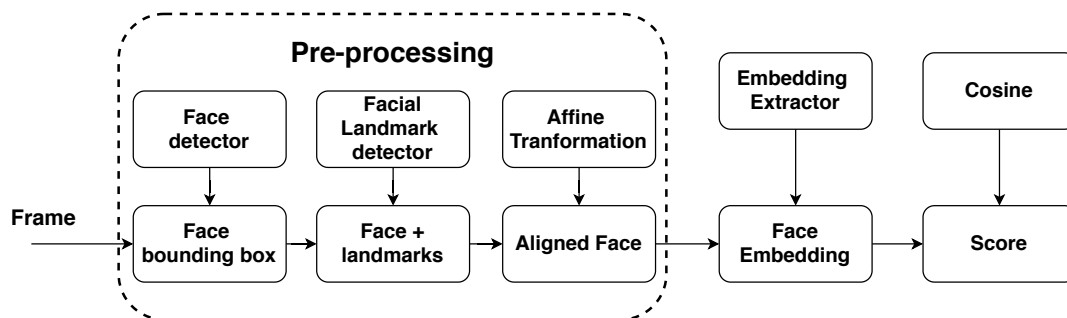 Pre-processing
Face
detector
Facial
Landmark
detector
Affine
Tranformation
Embedding
Extractor
Cosine
Frame
Face
bounding box
Face +
landmarks
Aligned Face
Face
Embedding
Score